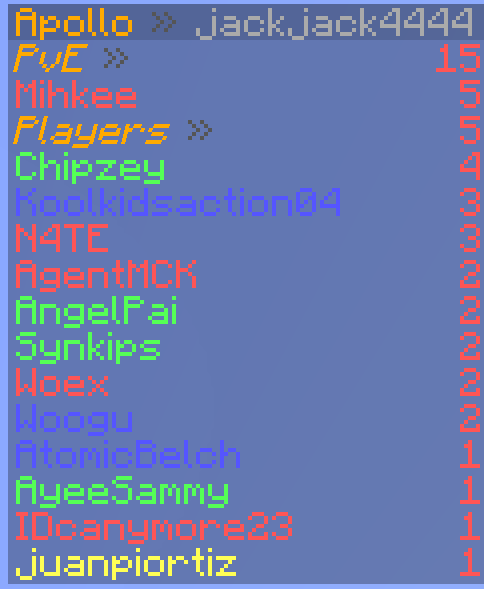 Apollo » jackjack4444
PvE » 15
Mihkee 5
Players » 5
Chipzey 4
Koolkidsaction04 3
N4TE 3
AgentMCK 2
AngelPai 2
Synkips 2
Woex 2
Woogu 2
AtomicBelch 1
AyeeSammy 1
IDcanymore23 1
juanpiortiz 1